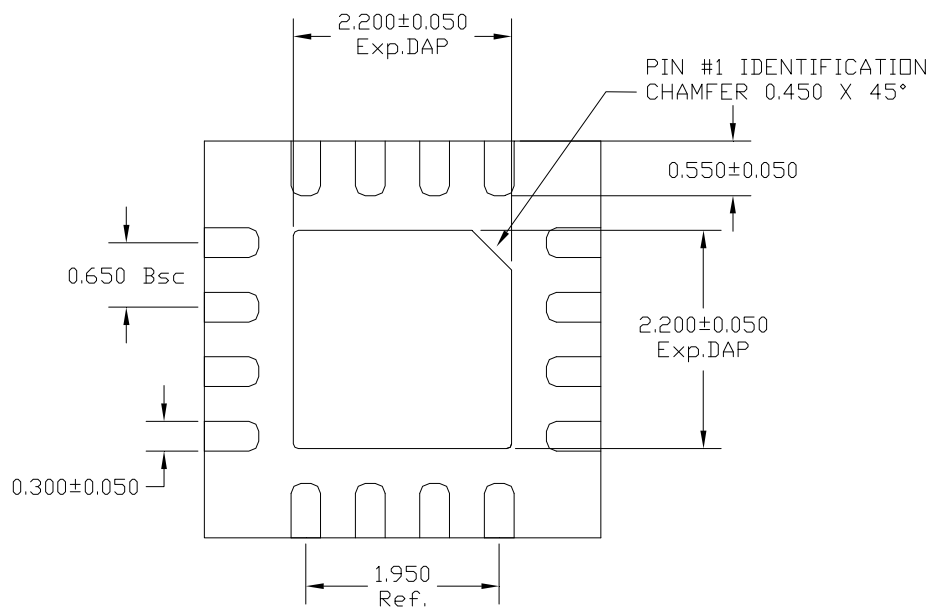 2.200±0.050
Exp.DAP
PIN #1 IDENTIFICATION
CHAMFER 0.450 X 45°
0.550±0.050
0.650 Bsc
2.200±0.050
Exp.DAP
0.300±0.050
1.950
Ref.